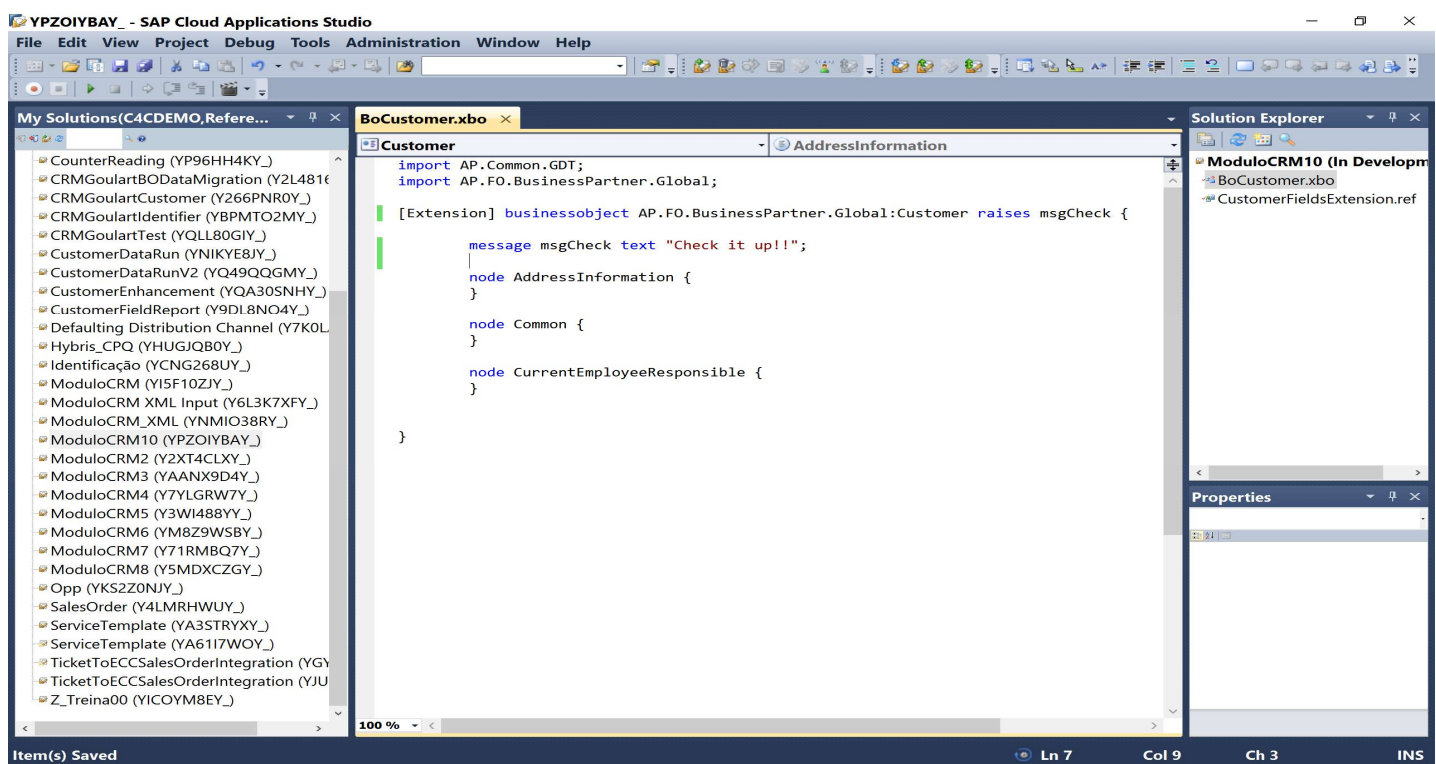 YPZOIYBAY_ - SAP Cloud Applications Studio
File Edit View Project Debug Tools Administration Window Help
My Solutions(C4CDEMO,Refere...
CounterReading (YP96HH4KY_)
CRMGoulartBODataMigration (Y2L4816
CRMGoulartCustomer (Y266PNR0Y_)
CRMGoulartIdentifier (YBPMTO2MY_)
CRMGoulartTest (YQLL80GIY_)
CustomerDataRun (YNIKYE8JY_)
CustomerDataRunV2 (YQ49QQGMY_)
CustomerEnhancement (YQA30SNHY_)
CustomerFieldReport (Y9DL8NO4Y_)
Defaulting Distribution Channel (Y7K0L
Hybris_CPQ (YHUGJQB0Y_)
Identificação (YCNG268UY_)
ModuloCRM (YI5F10ZJY_)
ModuloCRM XML Input (Y6L3K7XFY_)
ModuloCRM_XML (YNMIO38RY_)
ModuloCRM10 (YPZOIYBAY_)
ModuloCRM2 (Y2XT4CLXY_)
ModuloCRM3 (YAANX9D4Y_)
ModuloCRM4 (Y7YLGRW7Y_)
ModuloCRM5 (Y3WI488YY_)
ModuloCRM6 (YM8Z9WSBY_)
ModuloCRM7 (Y71RMBQ7Y_)
ModuloCRM8 (Y5MDXCZGY_)
Opp (YKS2Z0NJY_)
SalesOrder (Y4LMRHWUY_)
ServiceTemplate (YA3STRYXY_)
ServiceTemplate (YA61I7WOY_)
TicketToECCSalesOrderIntegration (YGY
TicketToECCSalesOrderIntegration (YJU
Z_Treina00 (YICOYM8EY_)
BoCustomer.xbo
Customer
AddressInformation
import AP.Common.GDT;
import AP.FO.BusinessPartner.Global;
[Extension] businessobject AP.FO.BusinessPartner.Global:Customer raises msgCheck {
message msgCheck text "Check it up!!";
node AddressInformation {
}
node Common {
}
node CurrentEmployeeResponsible {
}
}
100 %
Solution Explorer
ModuloCRM10 (In Developm
BoCustomer.xbo
CustomerFieldsExtension.ref
Properties
Item(s) Saved
Ln 7
Col 9
Ch 3
INS